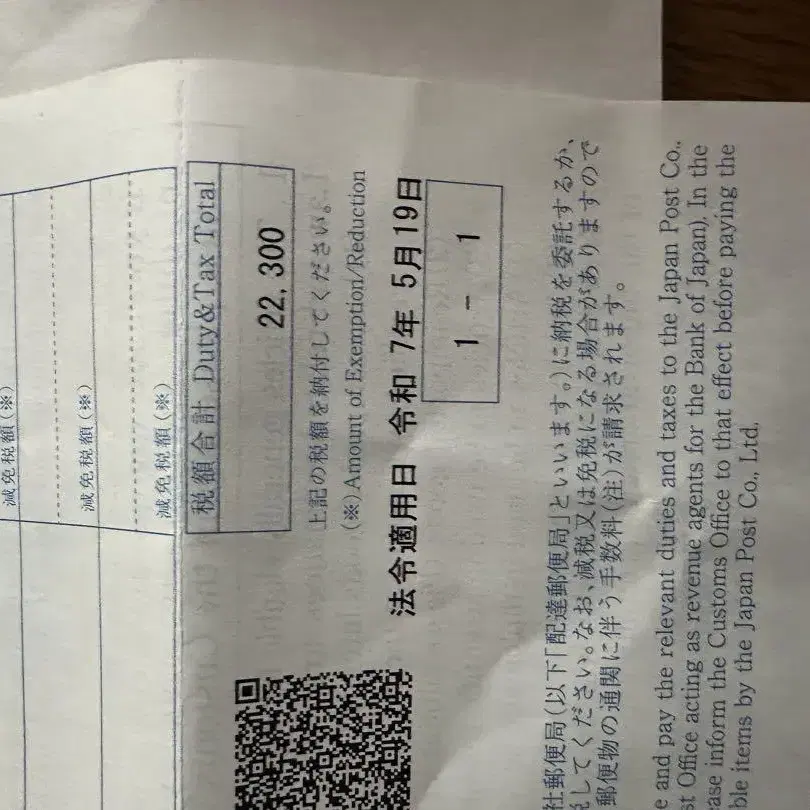 減免税額(※)
減免税額(※)
減免税額(※)
税額合計 Duty&Tax Total
22,300
上記の税額を納付してください。
(※)Amount of Exemption/Reduction
法令適用日 令和 7年 5月19日
1 - 1
社郵便局(以下「配達郵便局」といいます。)に納税を委託するか、
してください。なお、減税又は免税になる場合がありますので
郵便物の通関に伴う手数料(注)が請求されます。
e and pay the relevant duties and taxes to the Japan Post Co.,
st Office acting as revenue agents for the Bank of Japan). In the
ase inform the Customs Office to that effect before paying the
ble items by the Japan Post Co., Ltd.